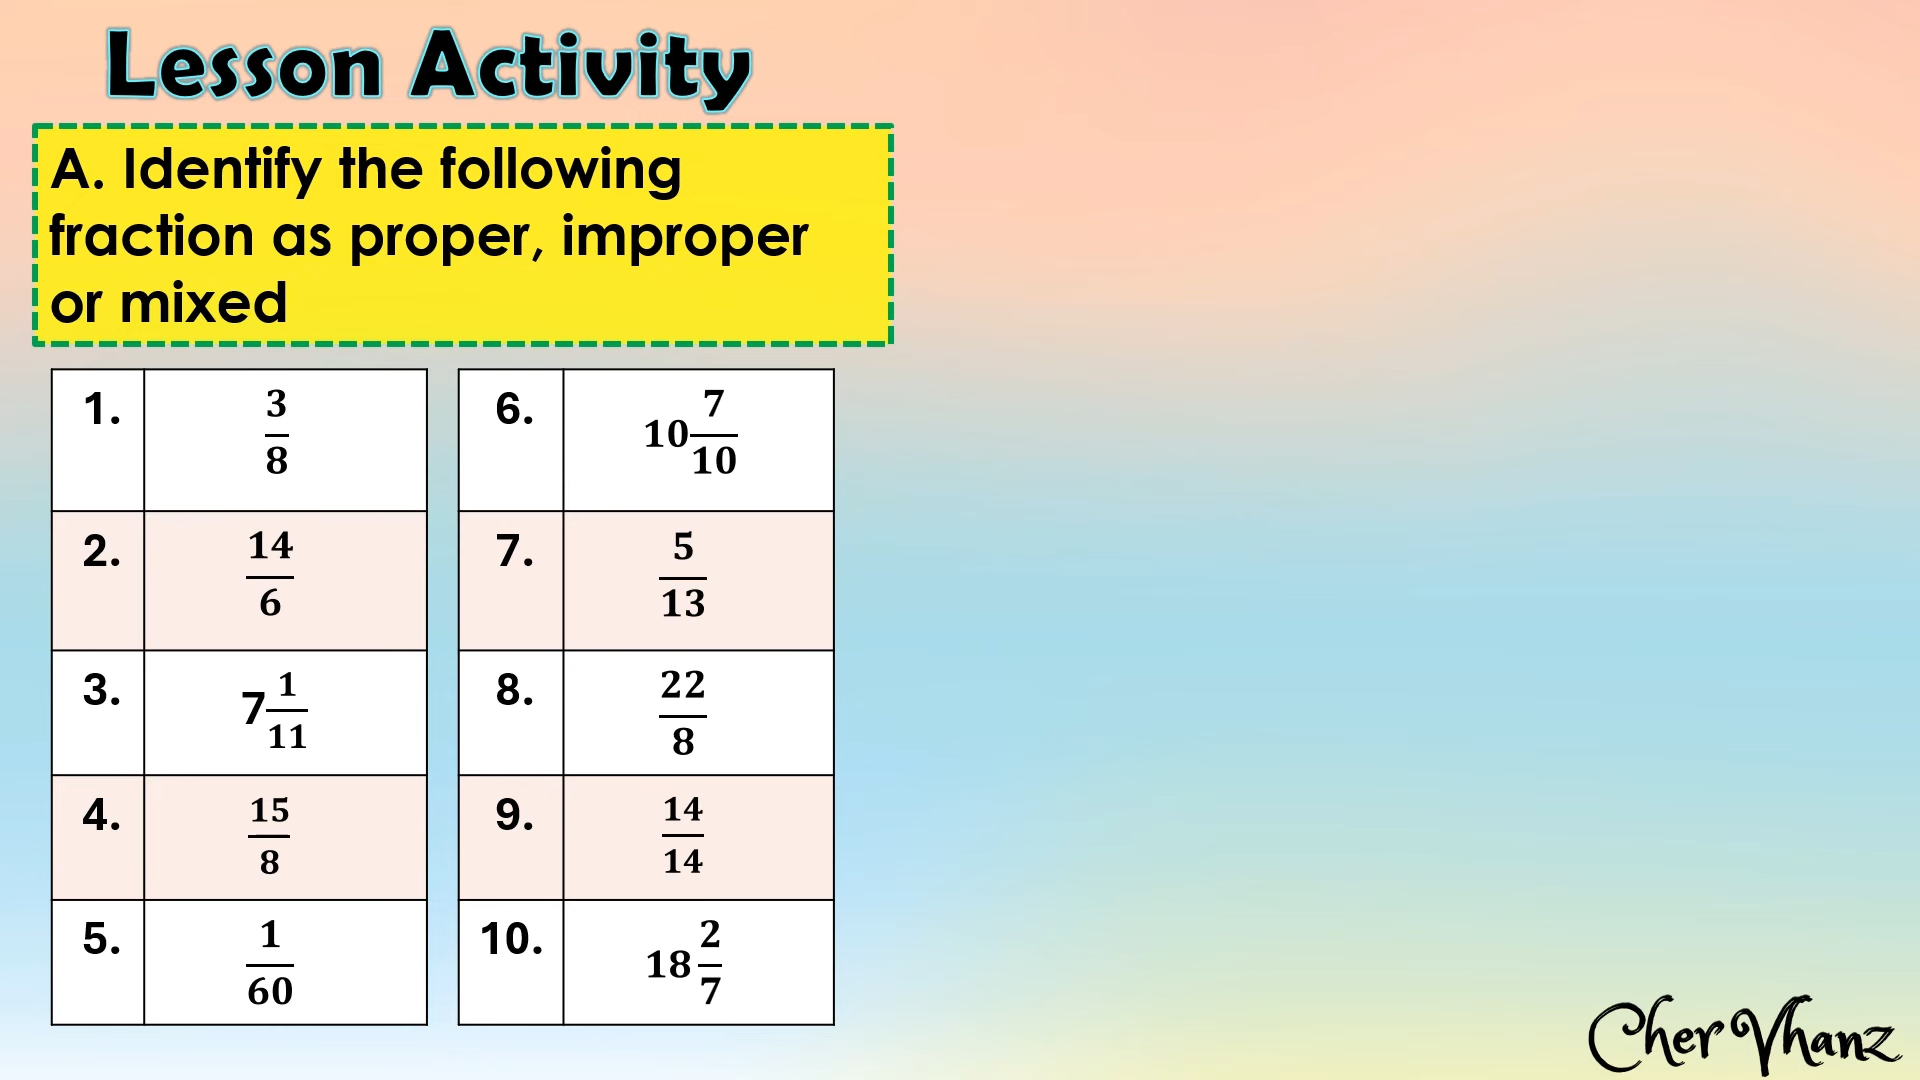 Lesson Activity
A. Identify the following
fraction as proper, improper
or mixed
1. 3/8
2. 14/6
3. 7 1/11
4. 15/8
5. 1/60
6. 10 7/10
7. 5/13
8. 22/8
9. 14/14
10. 18 2/7
Cher Vhanz